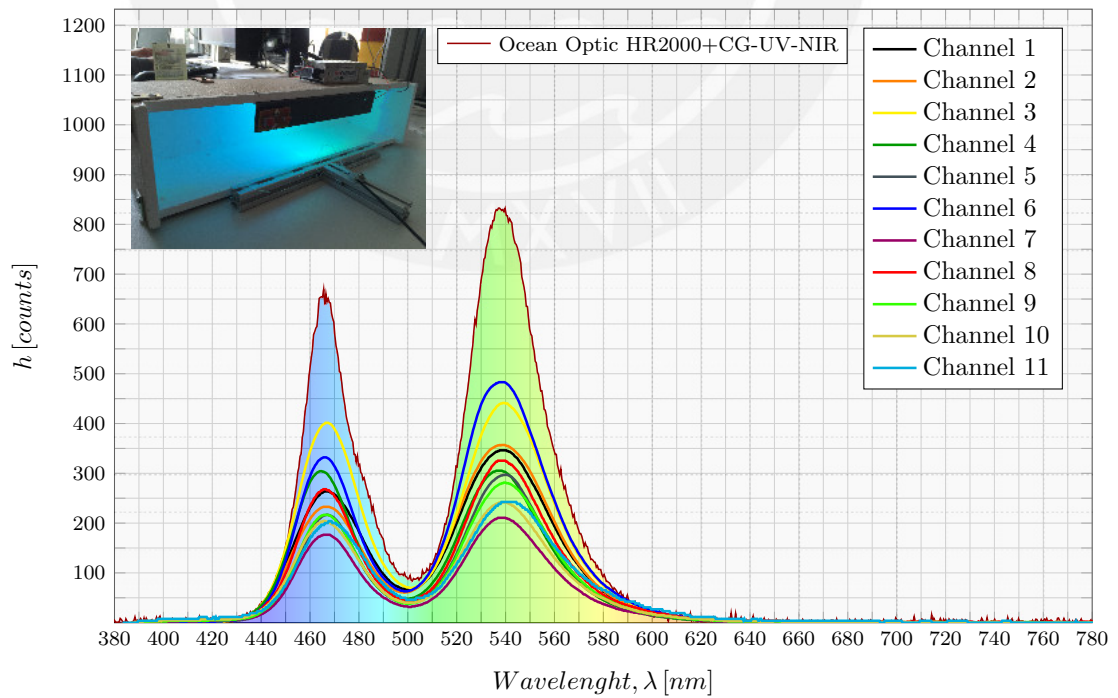 1200
1100
1000
900
800
700
600
500
400
300
200
100
h [counts]
Ocean Optic HR2000+CG-UV-NIR
Channel 1
Channel 2
Channel 3
Channel 4
Channel 5
Channel 6
Channel 7
Channel 8
Channel 9
Channel 10
Channel 11
MXVII
380 400 420 440 460 480 500 520 540 560 580 600 620 640 660 680 700 720 740 760 780
Wavelenght, λ [nm]